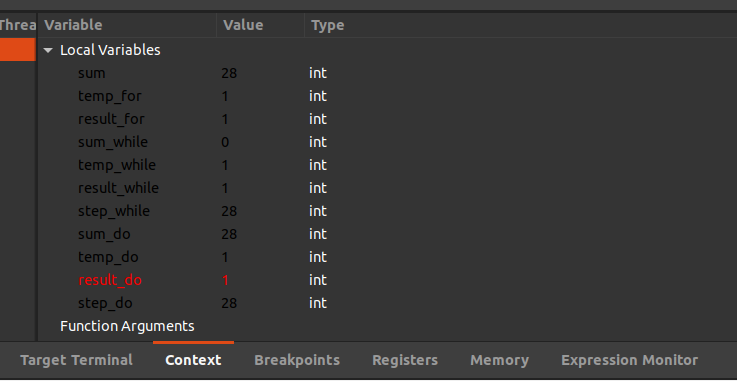 Threa Variable Value Type
Local Variables
sum 28 int
temp_for 1 int
result_for 1 int
sum_while 0 int
temp_while 1 int
result_while 1 int
step_while 28 int
sum_do 28 int
temp_do 1 int
result_do 1 int
step_do 28 int
Function Arguments
Target Terminal Context Breakpoints Registers Memory Expression Monitor